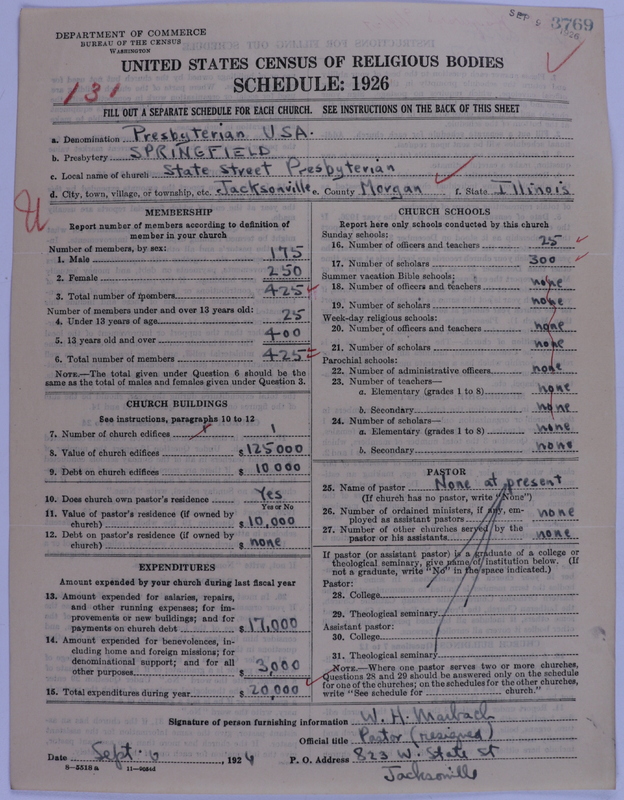 SEP 9 1926
3769
DEPARTMENT OF COMMERCE
BUREAU OF THE CENSUS
WASHINGTON
UNITED STATES CENSUS OF RELIGIOUS BODIES
SCHEDULE: 1926
131
FILL OUT A SEPARATE SCHEDULE FOR EACH CHURCH. SEE INSTRUCTIONS ON THE BACK OF THIS SHEET
a. Denomination Presbyterian USA.
b. Presbytery SPRINGFIELD
c. Local name of church State Street Presbyterian
d. City, town, village, or township, etc. Jacksonville e. County Morgan f. State Illinois
U
MEMBERSHIP
Report number of members according to definition of
member in your church
Number of members, by sex:
1. Male 175
2. Female 250
3. Total number of members 425
Number of members under and over 13 years old:
4. Under 13 years of age 25
5. 13 years old and over 400
6. Total number of members 425
NOTE.—The total given under Question 6 should be
same as the total of males and females given under Question 3.
CHURCH BUILDINGS
See instructions, paragraphs 10 to 12
7. Number of church edifices 1
8. Value of church edifices $ 125000
9. Debt on church edifices $ 10000
10. Does church own pastor's residence Yes
Yes or No
11. Value of pastor's residence (if owned by
church) $ 10,000
12. Debt on pastor's residence (if owned by
church) $ none
EXPENDITURES
Amount expended by your church during last fiscal year
13. Amount expended for salaries, repairs,
and other running expenses; for im-
provements or new buildings; and for
payments on church debt $ 17,000
14. Amount expended for benevolences, in-
cluding home and foreign missions; for
denominational support; and for all
other purposes $ 3,000
15. Total expenditures during year $ 20,000
CHURCH SCHOOLS
Report here only schools conducted by this church
Sunday schools:
16. Number of officers and teachers 25
17. Number of scholars 300
Summer vacation Bible schools:
18. Number of officers and teachers none
19. Number of scholars none
Week-day religious schools:
20. Number of officers and teachers none
21. Number of scholars none
Parochial schools:
22. Number of administrative officers none
23. Number of teachers—
a. Elementary (grades 1 to 8) none
b. Secondary none
24. Number of scholars—
a. Elementary (grades 1 to 8) none
b. Secondary none
PASTOR
25. Name of pastor None at present
(If church has no pastor, write "None")
26. Number of ordained ministers, if any, em-
ployed as assistant pastors none
27. Number of other churches served by the
pastor or his assistants none
If pastor (or assistant pastor) is a graduate of a college or
theological seminary, give name of institution below. (If
not a graduate, write "No" in the space indicated.)
Pastor:
28. College
29. Theological seminary
Assistant pastor:
30. College
31. Theological seminary
NOTE.—Where one pastor serves two or more churches,
Questions 28 and 29 should be answered only on the schedule
for one of the churches; on the schedules for the other churches,
write "See schedule for church."
Signature of person furnishing information W. H. Marbach
Official title Pastor (resigned)
Date Sept. 6, 1926 P. O. Address 823 W. State St
Jacksonville
8—5518a